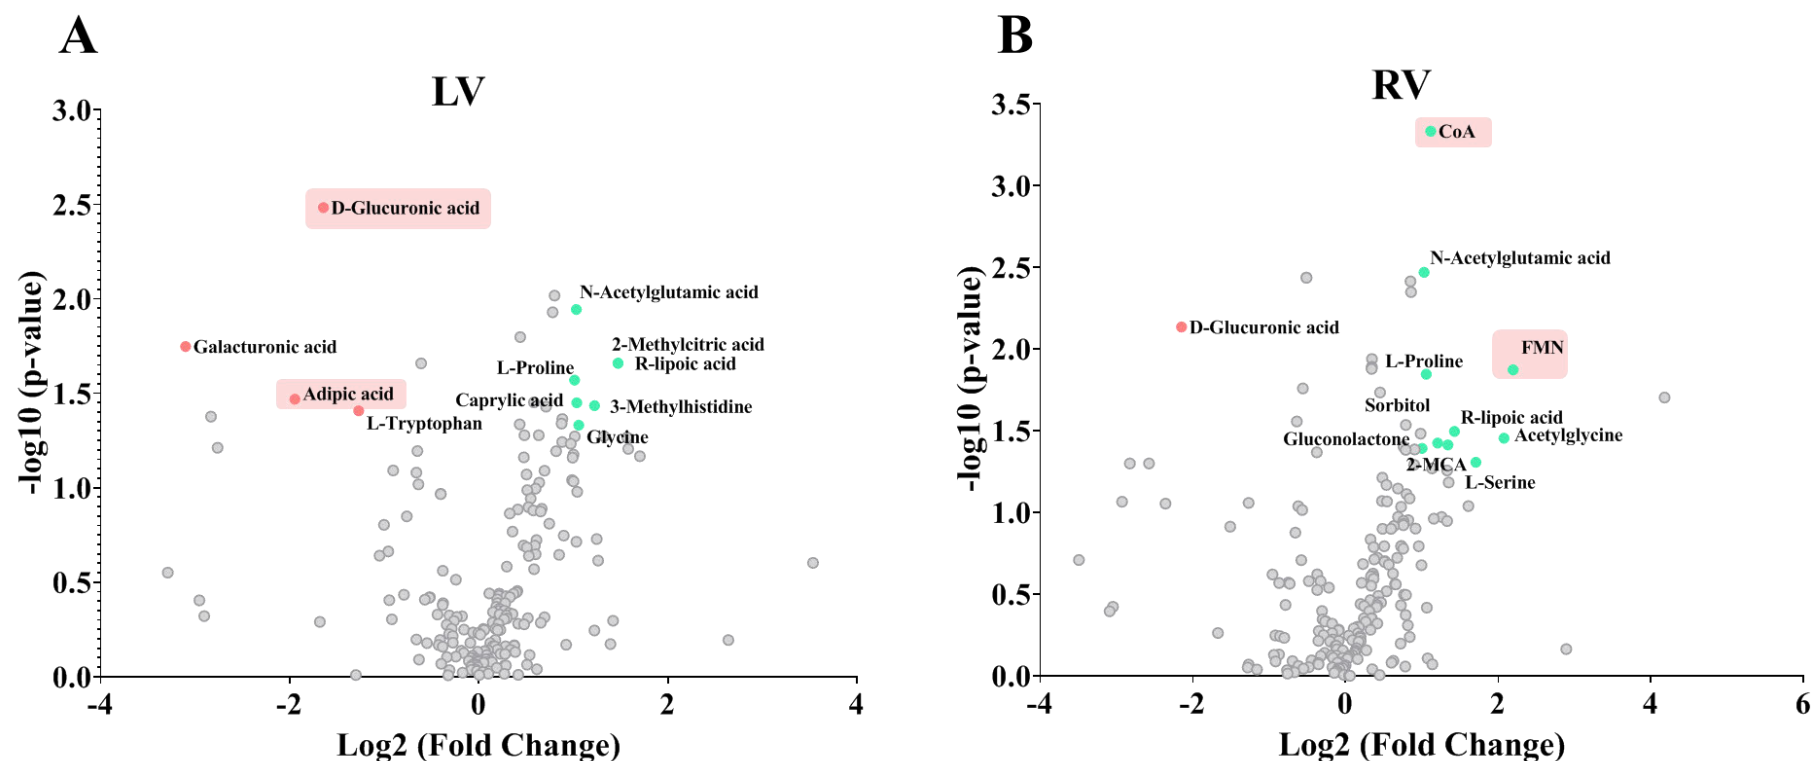 A
LV
3.0
2.5
2.0
1.5
1.0
0.5
0.0
-log10 (p-value)
D-Glucuronic acid
N-Acetylglutamic acid
Galacturonic acid
2-Methylcitric acid
R-lipoic acid
L-Proline
Adipic acid
Caprylic acid
3-Methylhistidine
L-Tryptophan
Glycine
-4
-2
0
2
4
Log2 (Fold Change)
B
RV
3.5
3.0
2.5
2.0
1.5
1.0
0.5
0.0
-log10 (p-value)
CoA
N-Acetylglutamic acid
D-Glucuronic acid
FMN
L-Proline
Sorbitol
R-lipoic acid
Gluconolactone
Acetylglycine
2-MCA
L-Serine
-4
-2
0
2
4
6
Log2 (Fold Change)